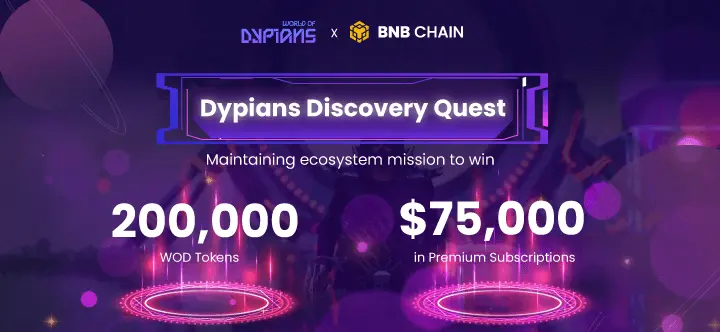 WORLD OF
DYPIANS x BNB CHAIN
Dypians Discovery Quest
Maintaining ecosystem mission to win
200,000
WOD Tokens
$75,000
in Premium Subscriptions